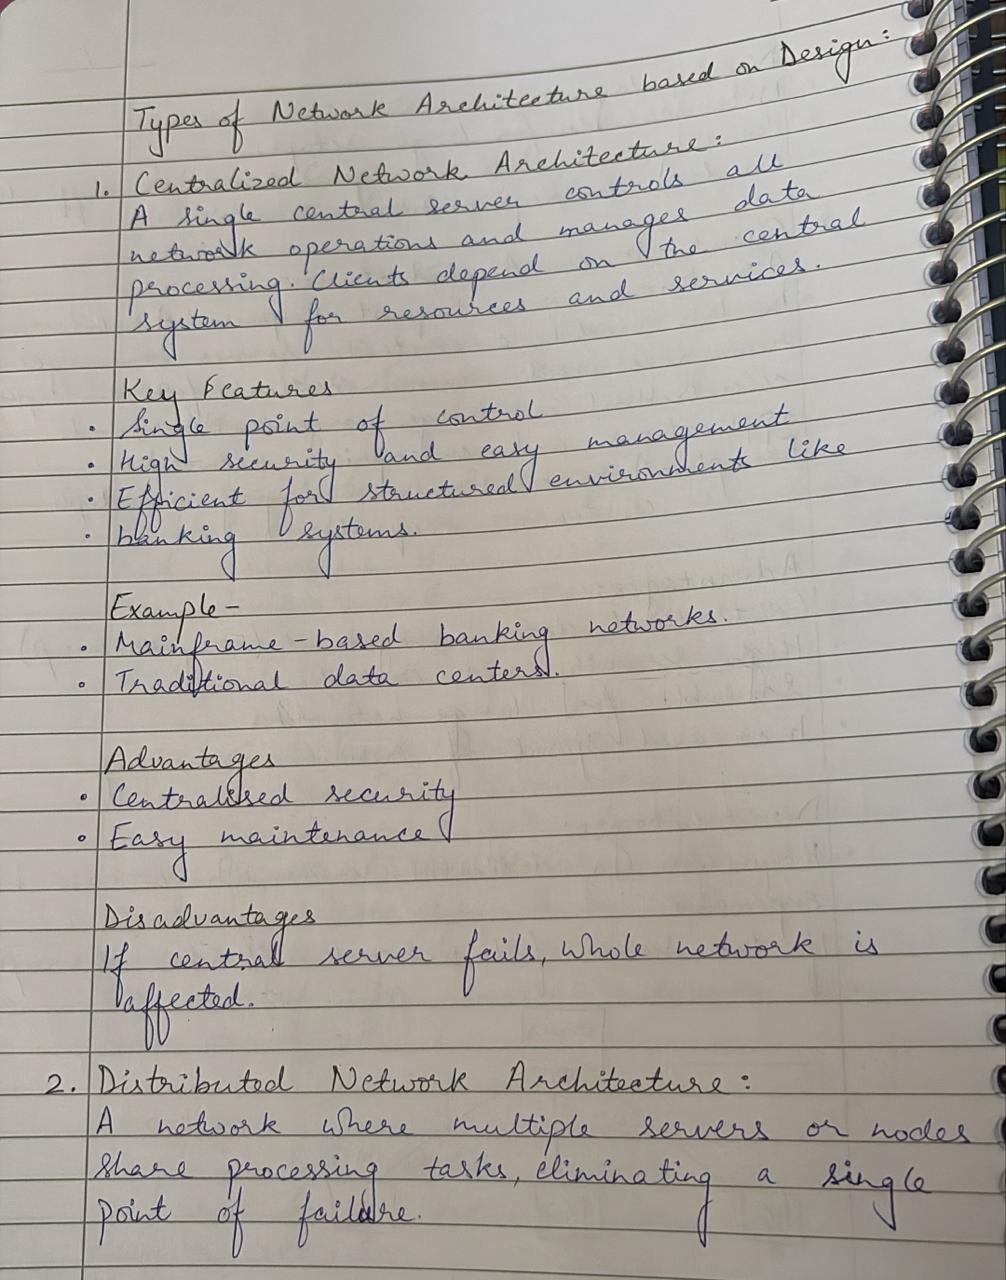 Types of Network Architecture based on Design:
1. Centralized Network Architecture:
A single central server controls all
network operations and manages data
processing. Clients depend on the central
system for resources and services.
Key Features
• Single point of control
• High security and easy management
• Efficient for structured environments like
• banking systems.
Example-
• Mainframe-based banking networks.
• Traditional data centers.
Advantages
• Centralised security
• Easy maintenance
Disadvantages
If central server fails, whole network is
affected.
2. Distributed Network Architecture:
A network where multiple servers or nodes
share processing tasks, eliminating a single
point of failure.